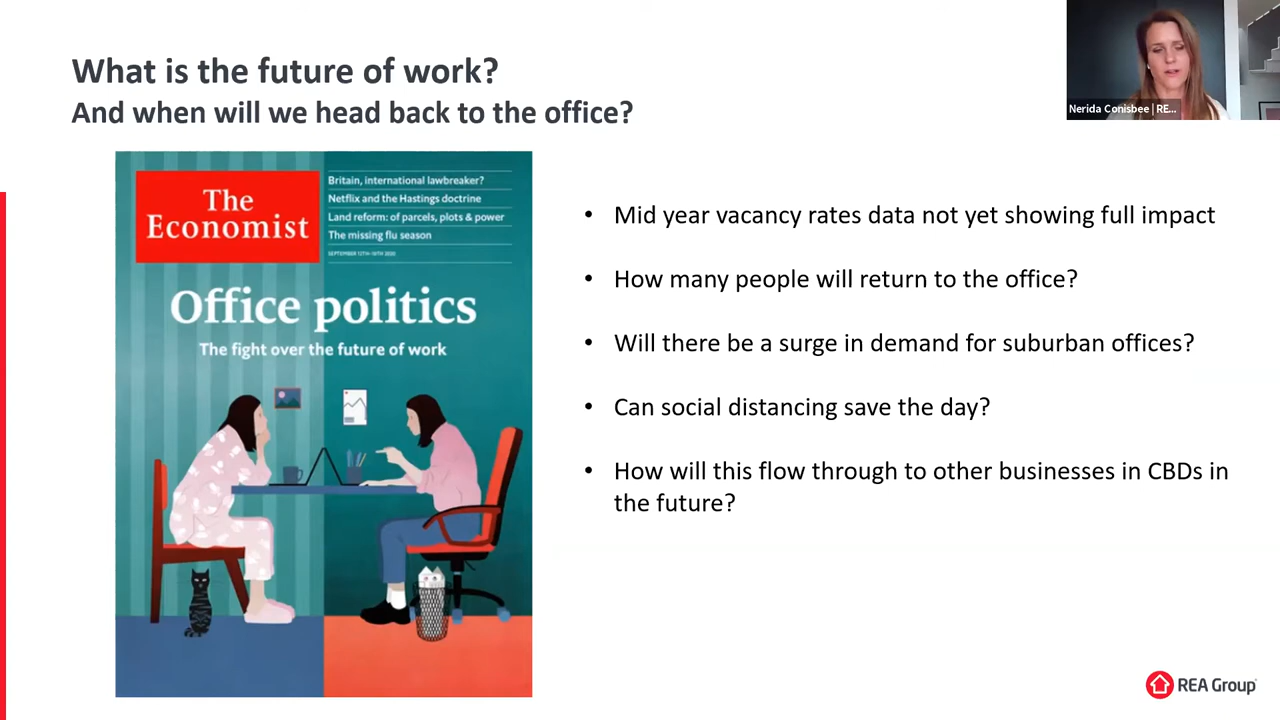 What is the future of work?
And when will we head back to the office?
Nerida Conisbee | RE...
The
Economist
Britain, international lawbreaker?
Netflix and the Hastings doctrine
Land reform: of parcels, plots & power
The missing flu season
SEPTEMBER 12TH–18TH 2020
Office politics
The fight over the future of work
• Mid year vacancy rates data not yet showing full impact
• How many people will return to the office?
• Will there be a surge in demand for suburban offices?
• Can social distancing save the day?
• How will this flow through to other businesses in CBDs in
the future?
REA Group